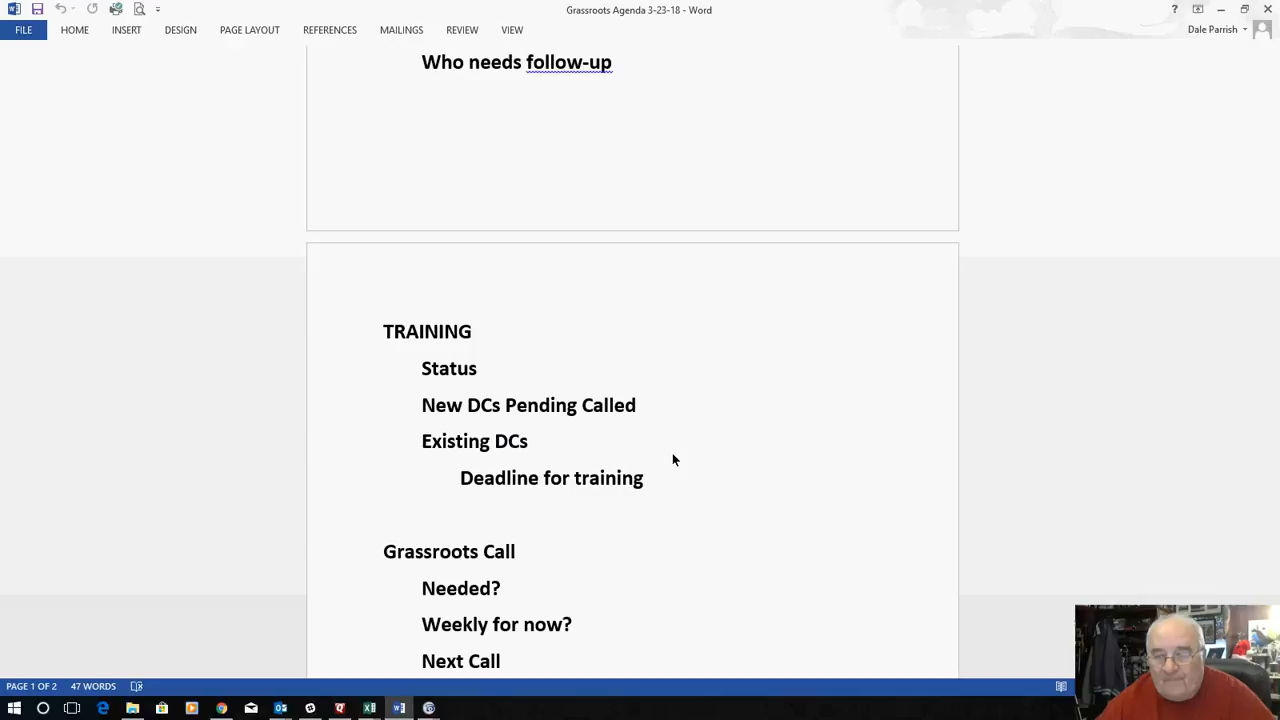 Grassroots Agenda 3-23-18 - Word
?
FILE HOME INSERT DESIGN PAGE LAYOUT REFERENCES MAILINGS REVIEW VIEW
Dale Parrish
Who needs follow-up
TRAINING
Status
New DCs Pending Called
Existing DCs
Deadline for training
Grassroots Call
Needed?
Weekly for now?
Next Call
PAGE 1 OF 2 47 WORDS